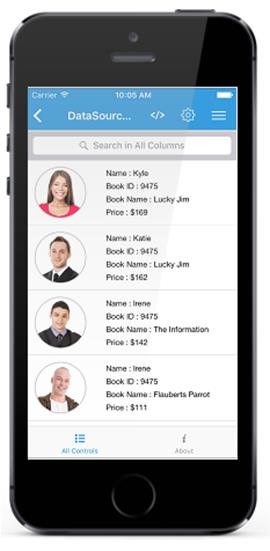 Carrier 10:05 AM
DataSourc... </>
Search in All Columns
Name : Kyle
Book ID : 9475
Book Name : Lucky Jim
Price : $169
Name : Katie
Book ID : 9475
Book Name : Lucky Jim
Price : $162
Name : Irene
Book ID : 9475
Book Name : The Information
Price : $142
Name : Irene
Book ID : 9475
Book Name : Flauberts Parrot
Price : $111
All Controls
About